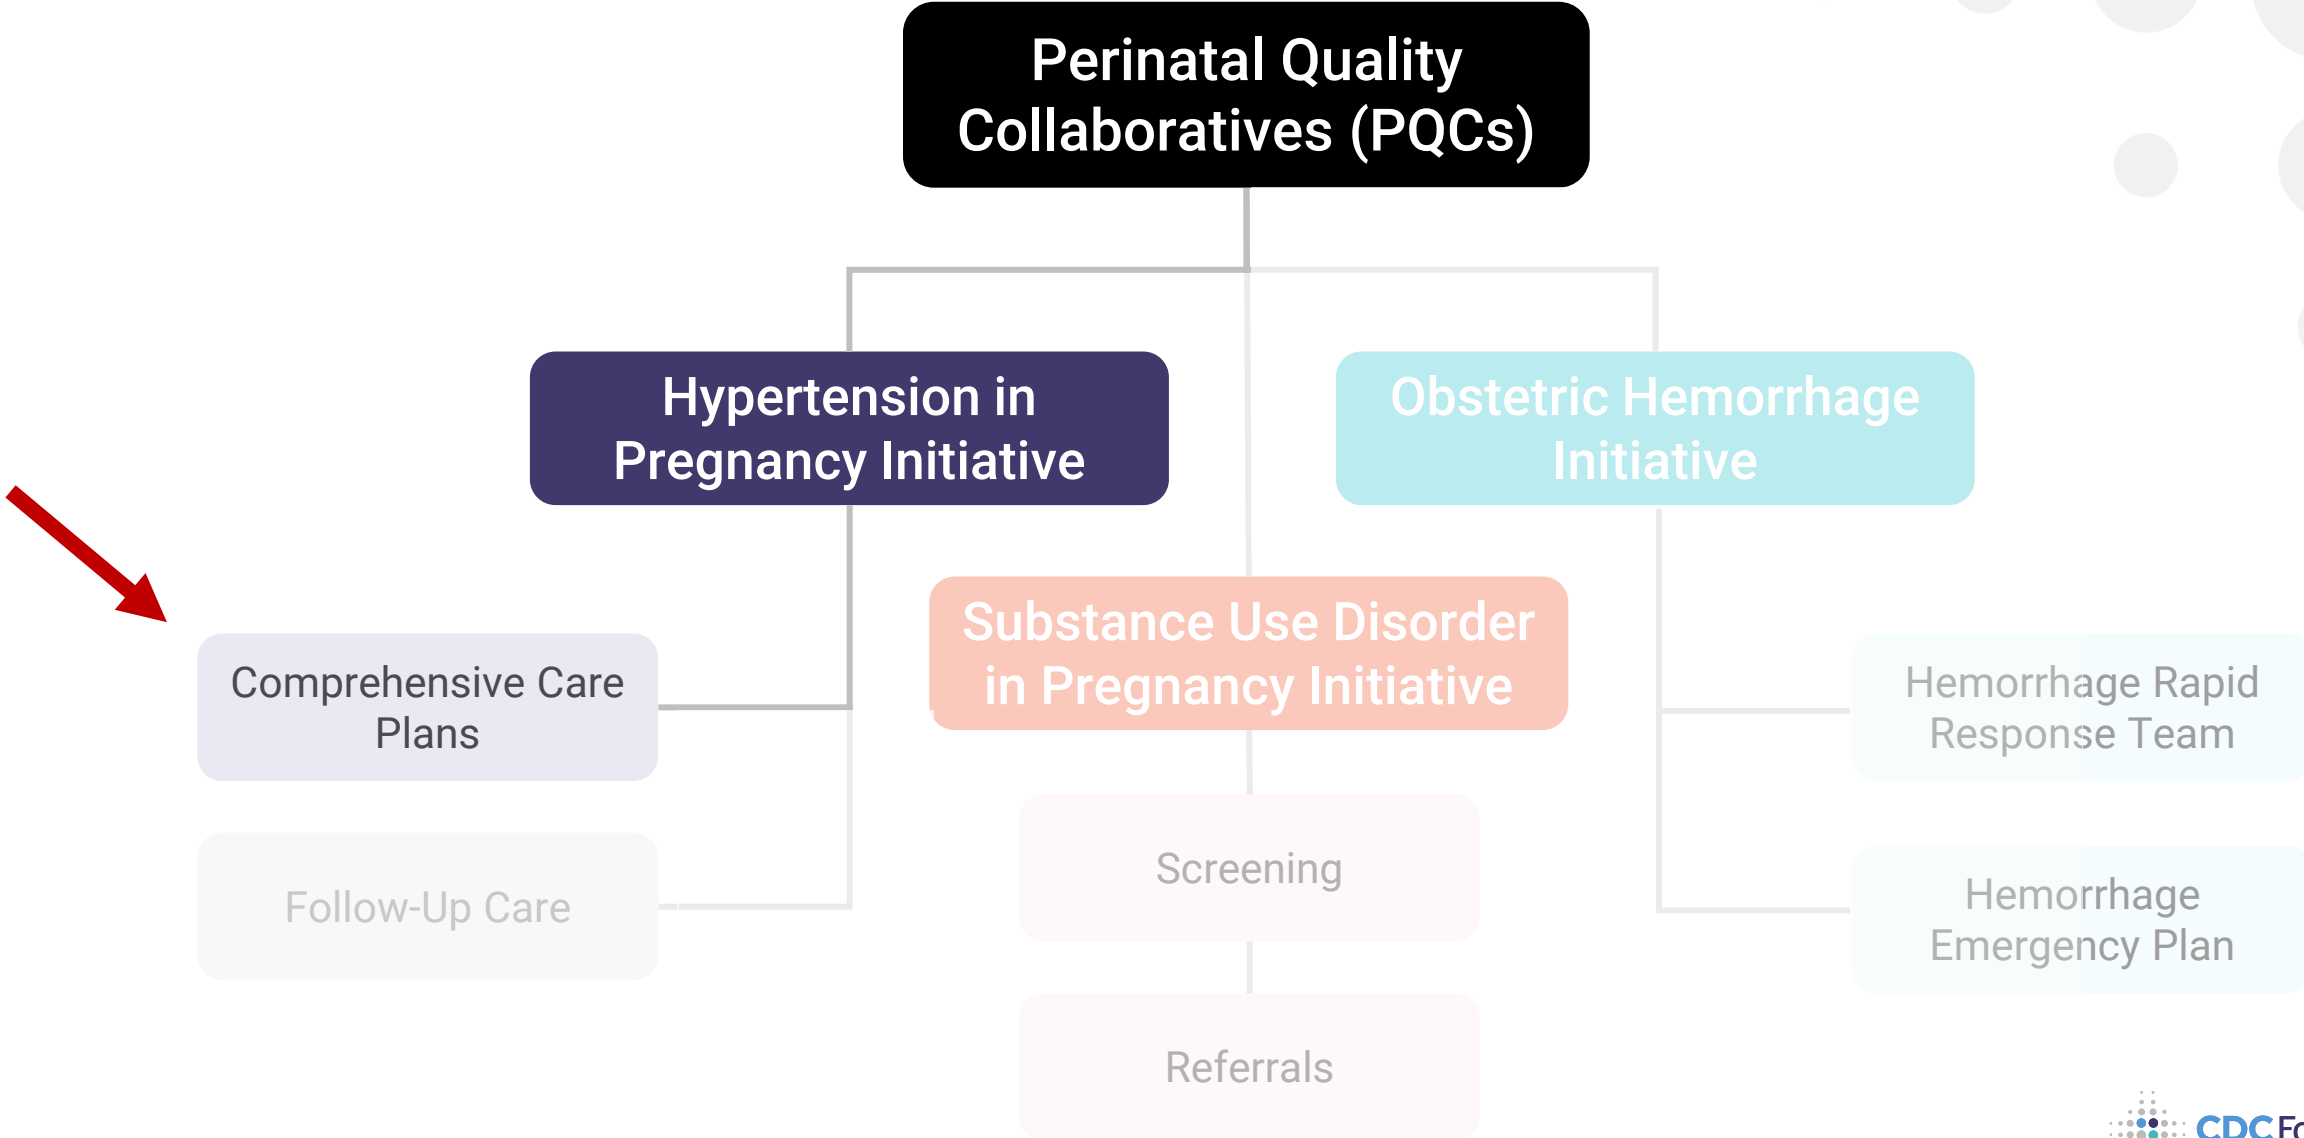 Perinatal Quality
Collaboratives (PQCs)
Hypertension in
Pregnancy Initiative
Obstetric Hemorrhage
Initiative
Substance Use Disorder
in Pregnancy Initiative
Comprehensive Care
Plans
Hemorrhage Rapid
Response Team
Follow-Up Care
Screening
Hemorrhage
Emergency Plan
Referrals
CDC